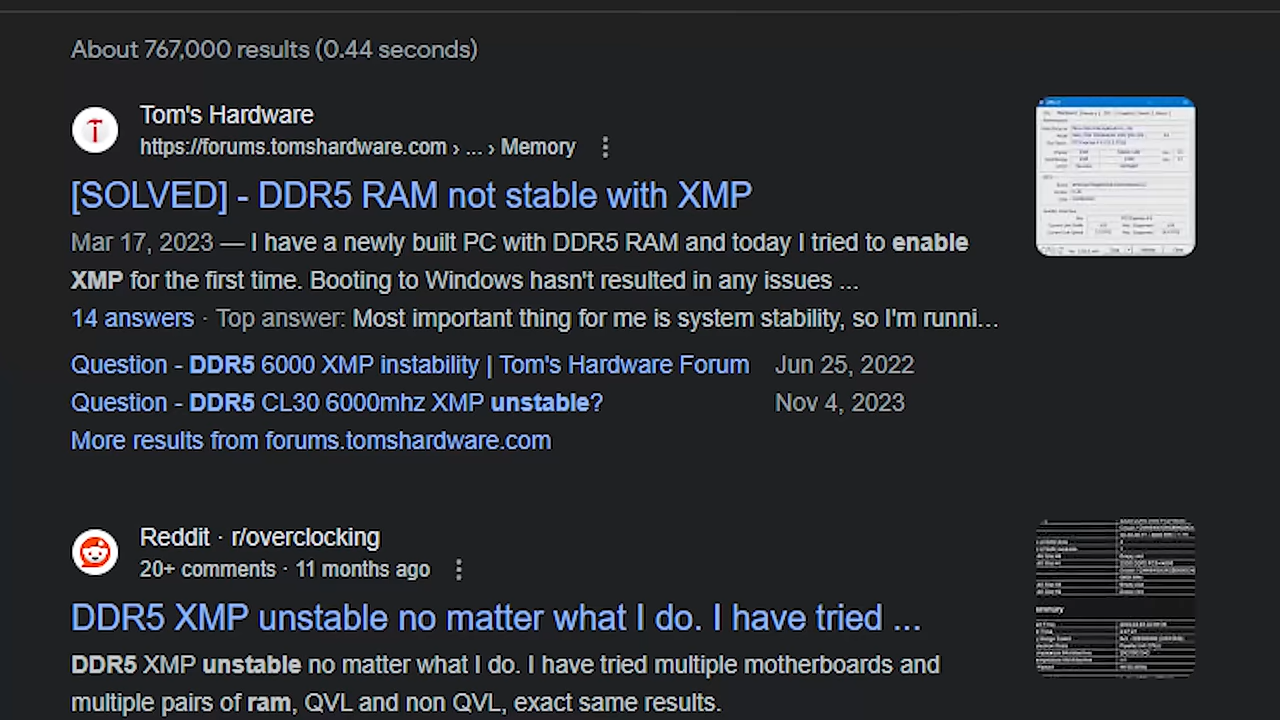 About 767,000 results (0.44 seconds)
Tom's Hardware
https://forums.tomshardware.com › ... › Memory
[SOLVED] - DDR5 RAM not stable with XMP
Mar 17, 2023 — I have a newly built PC with DDR5 RAM and today I tried to enable
XMP for the first time. Booting to Windows hasn't resulted in any issues ...
14 answers · Top answer: Most important thing for me is system stability, so I'm runni...
Question - DDR5 6000 XMP instability | Tom's Hardware Forum Jun 25, 2022
Question - DDR5 CL30 6000mhz XMP unstable? Nov 4, 2023
More results from forums.tomshardware.com
Reddit · r/overclocking
20+ comments · 11 months ago
DDR5 XMP unstable no matter what I do. I have tried ...
DDR5 XMP unstable no matter what I do. I have tried multiple motherboards and
multiple pairs of ram, QVL and non QVL, exact same results.